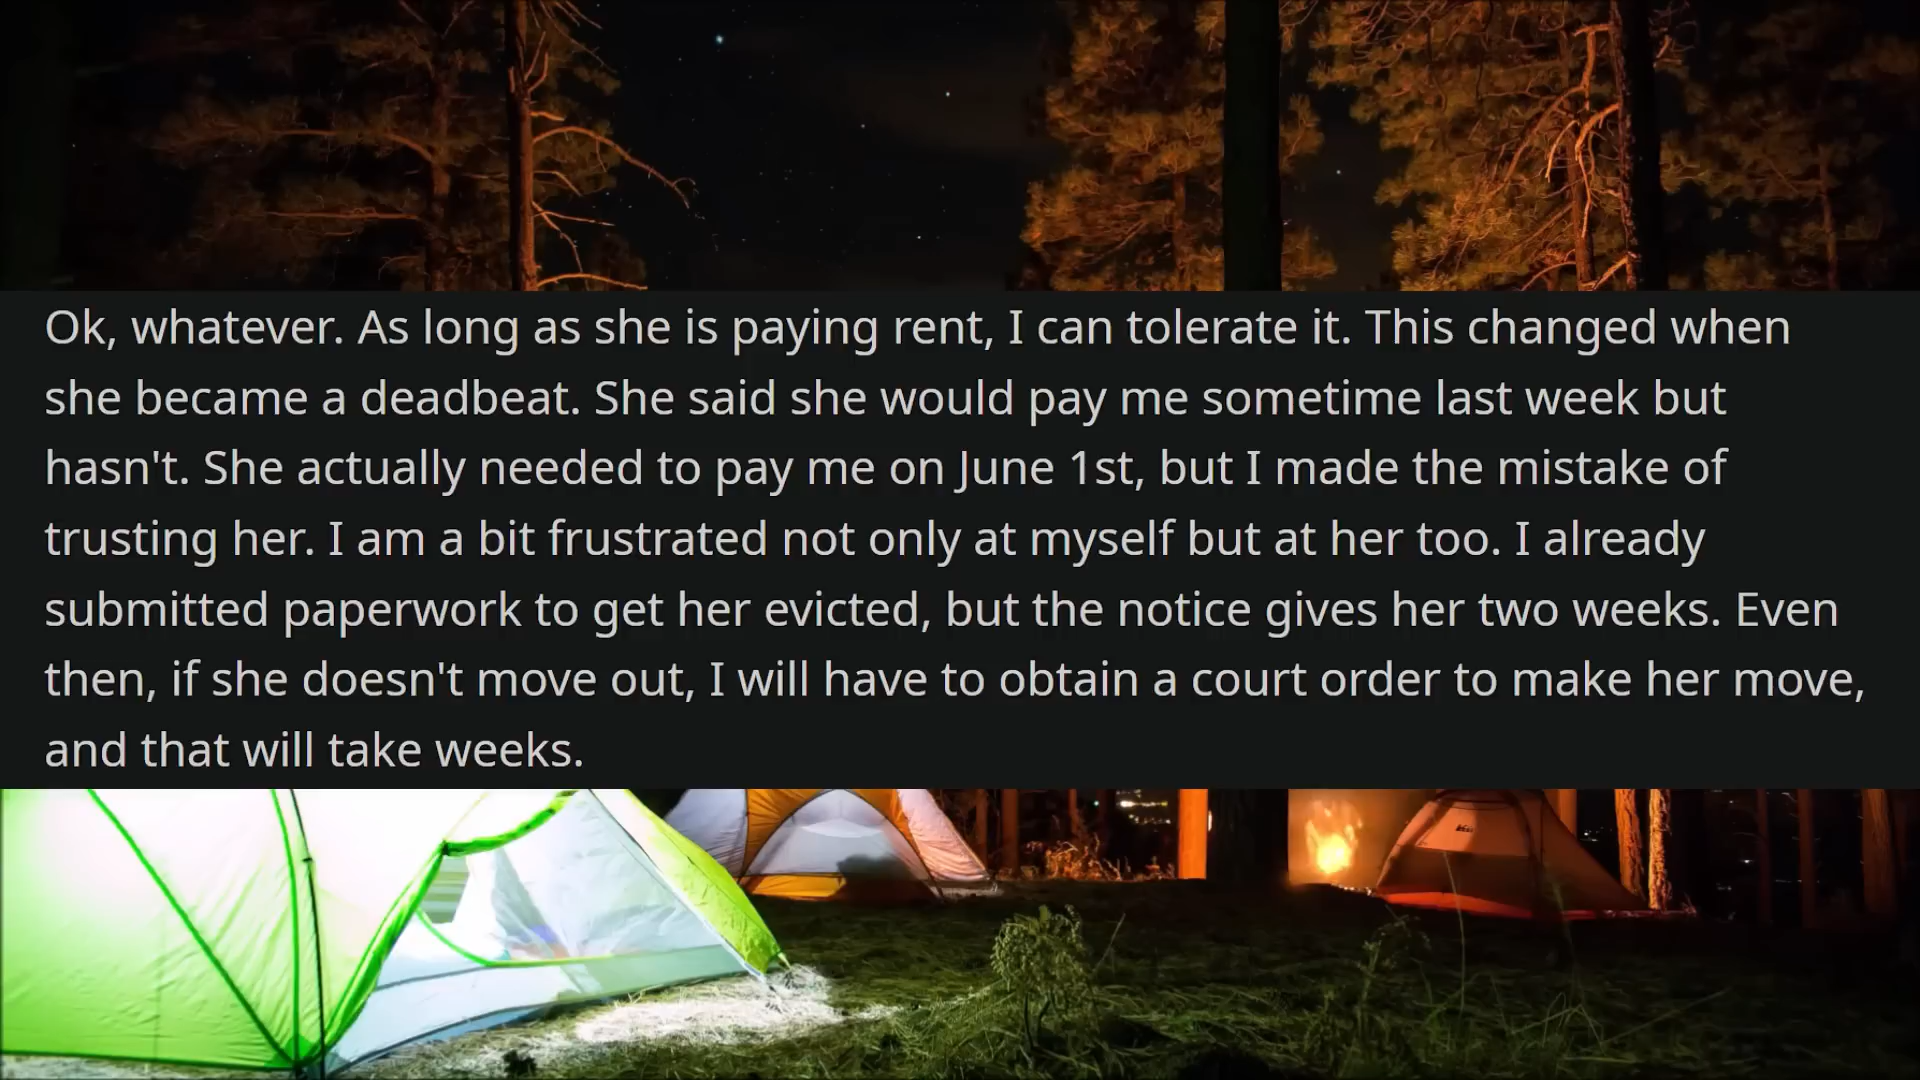 Ok, whatever. As long as she is paying rent, I can tolerate it. This changed when
she became a deadbeat. She said she would pay me sometime last week but
hasn't. She actually needed to pay me on June 1st, but I made the mistake of
trusting her. I am a bit frustrated not only at myself but at her too. I already
submitted paperwork to get her evicted, but the notice gives her two weeks. Even
then, if she doesn't move out, I will have to obtain a court order to make her move,
and that will take weeks.